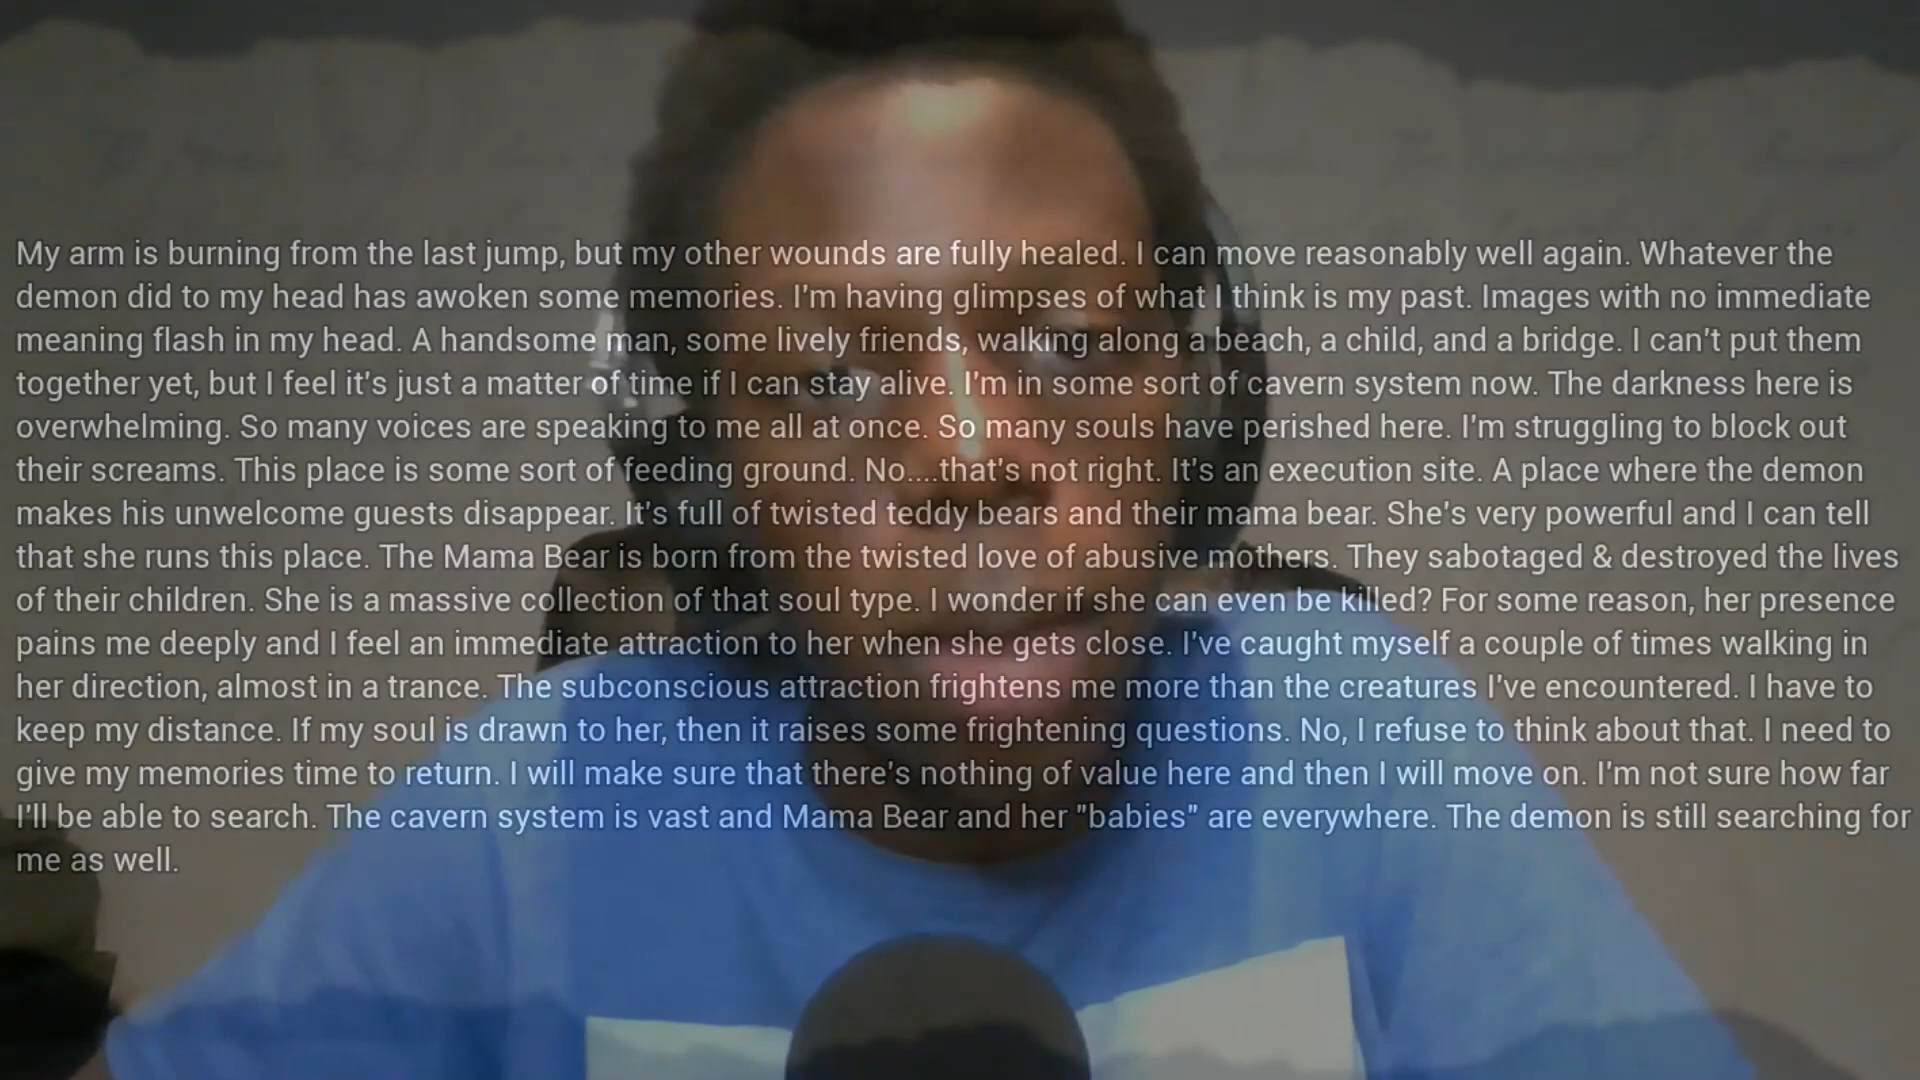 My arm is burning from the last jump, but my other wounds are fully healed. I can move reasonably well again. Whatever the
demon did to my head has awoken some memories. I'm having glimpses of what I think is my past. Images with no immediate
meaning flash in my head. A handsome man, some lively friends, walking along a beach, a child, and a bridge. I can't put them
together yet, but I feel it's just a matter of time if I can stay alive. I'm in some sort of cavern system now. The darkness here is
overwhelming. So many voices are speaking to me all at once. So many souls have perished here. I'm struggling to block out
their screams. This place is some sort of feeding ground. No....that's not right. It's an execution site. A place where the demon
makes his unwelcome guests disappear. It's full of twisted teddy bears and their mama bear. She's very powerful and I can tell
that she runs this place. The Mama Bear is born from the twisted love of abusive mothers. They sabotaged & destroyed the lives
of their children. She is a massive collection of that soul type. I wonder if she can even be killed? For some reason, her presence
pains me deeply and I feel an immediate attraction to her when she gets close. I've caught myself a couple of times walking in
her direction, almost in a trance. The subconscious attraction frightens me more than the creatures I've encountered. I have to
keep my distance. If my soul is drawn to her, then it raises some frightening questions. No, I refuse to think about that. I need to
give my memories time to return. I will make sure that there's nothing of value here and then I will move on. I'm not sure how far
I'll be able to search. The cavern system is vast and Mama Bear and her "babies" are everywhere. The demon is still searching for
me as well.